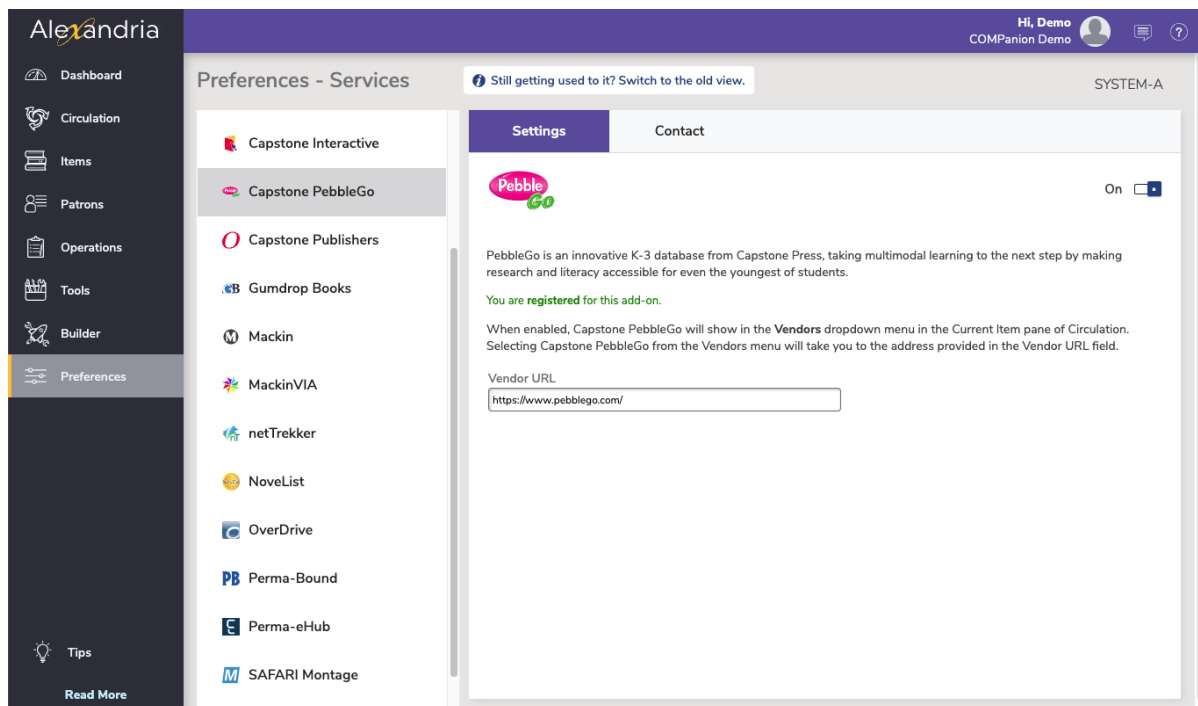 Alexandria
Hi, Demo
COMPanion Demo
?
Dashboard
Circulation
Items
Patrons
Operations
Tools
Builder
Preferences
Tips
Read More
Preferences - Services
i Still getting used to it? Switch to the old view.
SYSTEM-A
Capstone Interactive
Capstone PebbleGo
Capstone Publishers
Gumdrop Books
Mackin
MackinVIA
netTrekker
NoveList
OverDrive
PB Perma-Bound
Perma-eHub
M SAFARI Montage
Settings Contact
Pebble
Go
On
PebbleGo is an innovative K-3 database from Capstone Press, taking multimodal learning to the next step by making
research and literacy accessible for even the youngest of students.
You are registered for this add-on.
When enabled, Capstone PebbleGo will show in the Vendors dropdown menu in the Current Item pane of Circulation.
Selecting Capstone PebbleGo from the Vendors menu will take you to the address provided in the Vendor URL field.
Vendor URL
https://www.pebblego.com/